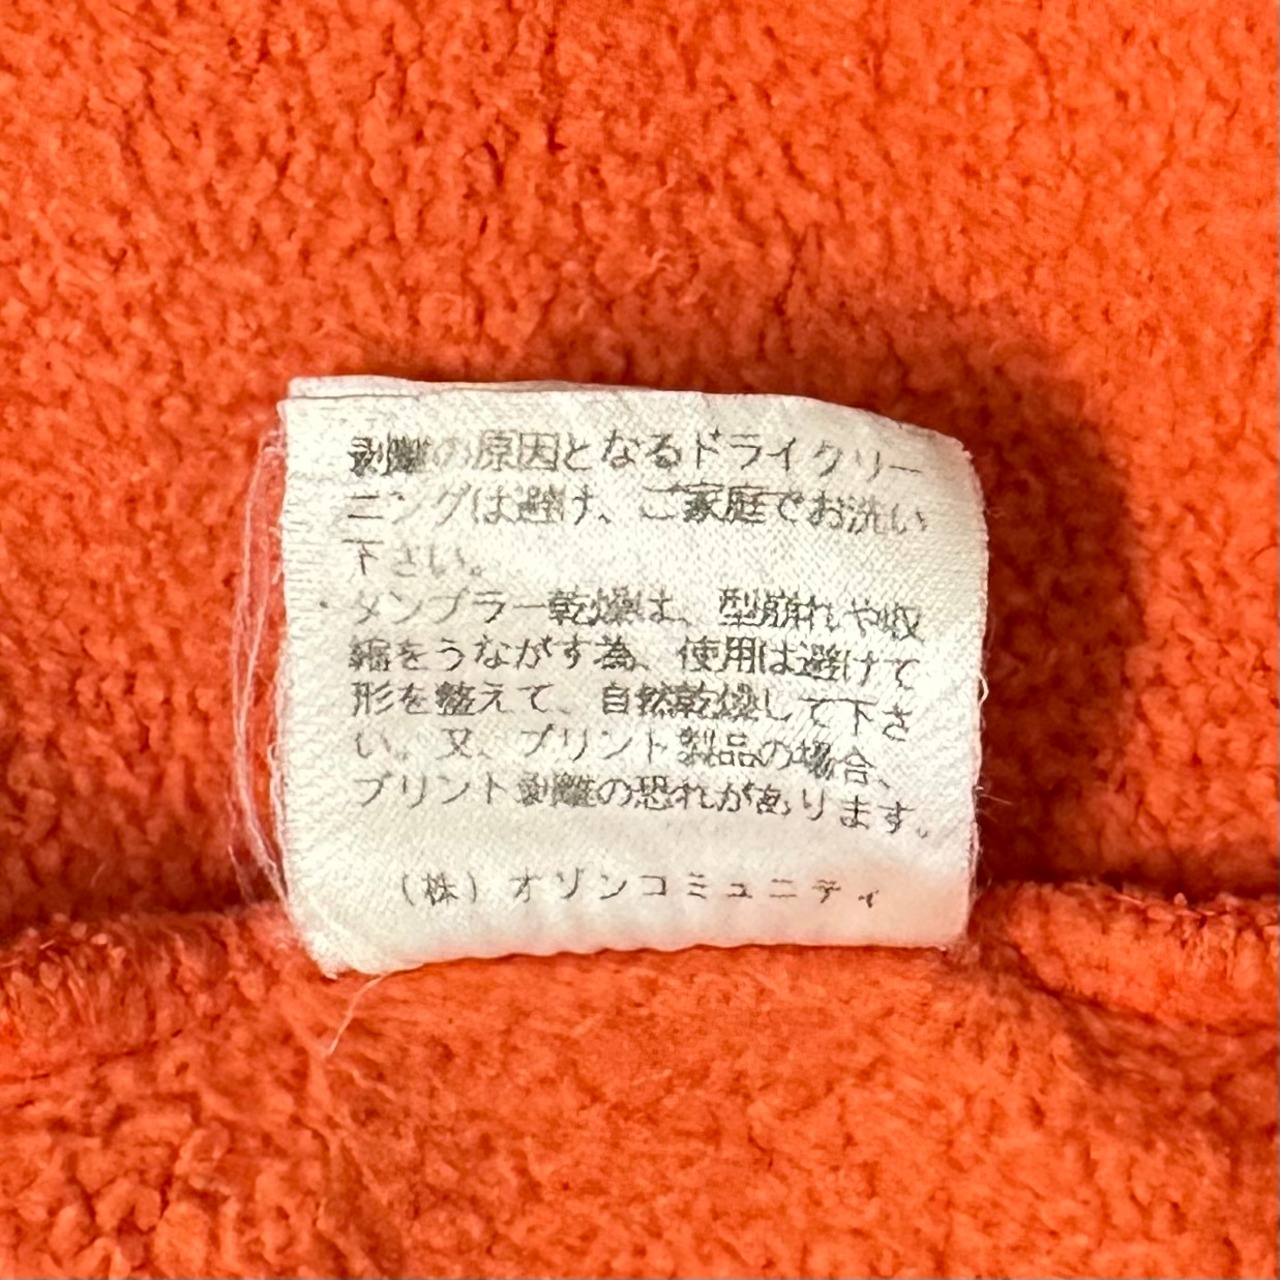 剥離の原因となるドライクリー
ニングは避け、ご家庭でお洗い
下さい。
・タンブラー乾燥は、型崩れや収
縮をうながす為、使用は避けて
形を整えて、自然乾燥して下さ
い。又、プリント製品の場合、
プリント剥離の恐れがあります。
（株）オゾンコミュニティ